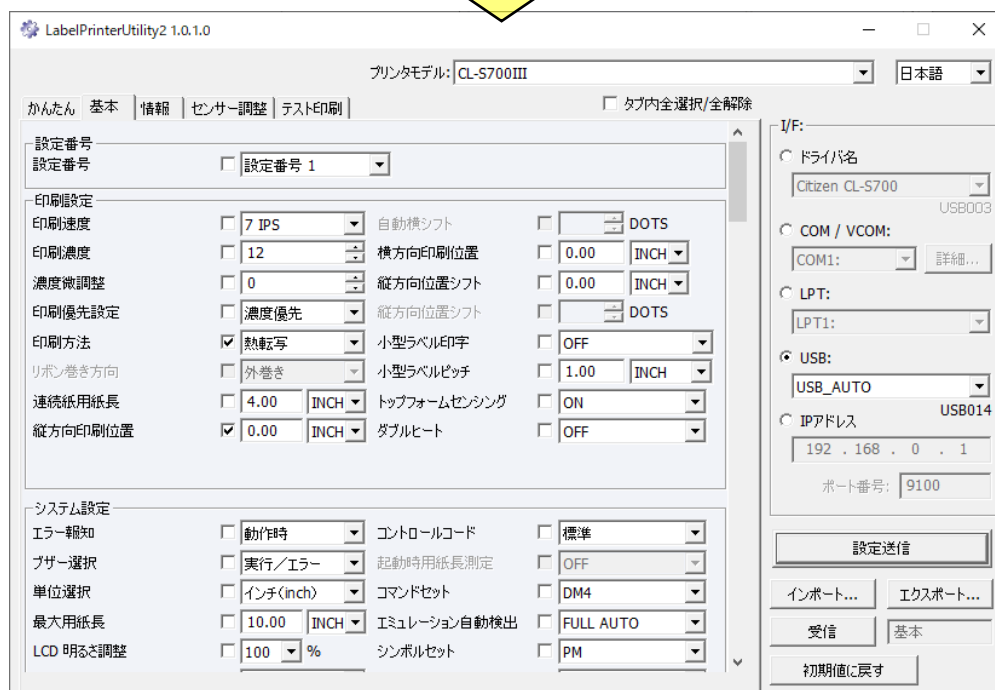 LabelPrinterUtility2 1.0.1.0
プリンタモデル: CL-S700III 日本語
かんたん 基本 情報 センサー調整 テスト印刷 タブ内全選択/全解除
設定番号
設定番号 設定番号 1
印刷設定
印刷速度 7 IPS 自動横シフト DOTS
印刷濃度 12 横方向印刷位置 0.00 INCH
濃度微調整 0 縦方向位置シフト 0.00 INCH
印刷優先設定 濃度優先 縦方向位置シフト DOTS
印刷方法 熱転写 小型ラベル印字 OFF
リボン巻き方向 外巻き 小型ラベルピッチ 1.00 INCH
連続紙用紙長 4.00 INCH トップフォームセンシング ON
縦方向印刷位置 0.00 INCH ダブルヒート OFF
システム設定
エラー報知 動作時 コントロールコード 標準
ブザー選択 実行/エラー 起動時用紙長測定 OFF
単位選択 インチ(inch) コマンドセット DM4
最大用紙長 10.00 INCH エミュレーション自動検出 FULL AUTO
LCD 明るさ調整 100 % シンボルセット PM
I/F:
ドライバ名
Citizen CL-S700
USB003
COM / VCOM:
COM1: 詳細...
LPT:
LPT1:
USB:
USB_AUTO
USB014
IPアドレス
192 . 168 . 0 . 1
ポート番号: 9100
設定送信
インポート... エクスポート...
受信 基本
初期値に戻す